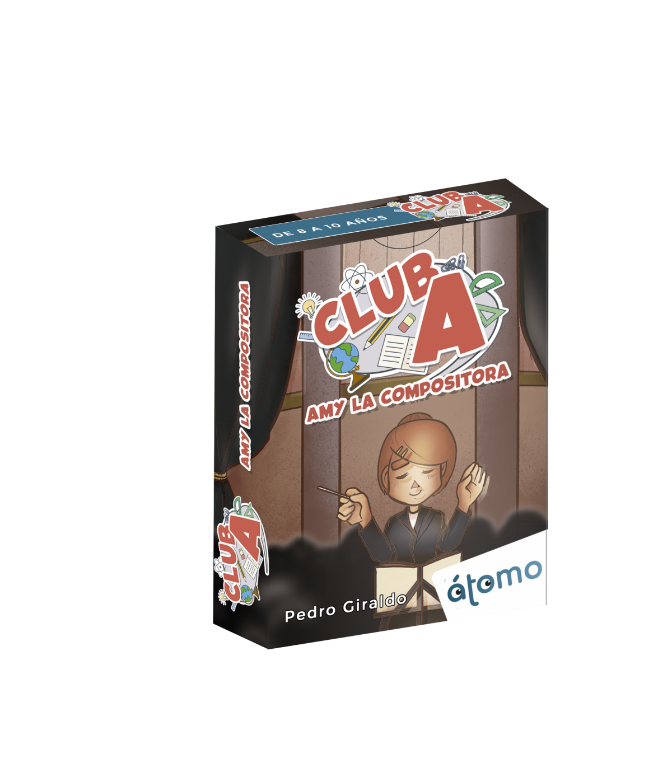 DE 8 A 10 AÑOS
CLUB A
CLUB
A
AMY LA COMPOSITORA
AMY LA COMPOSITORA
CLUB A
Pedro Giraldo
átomo